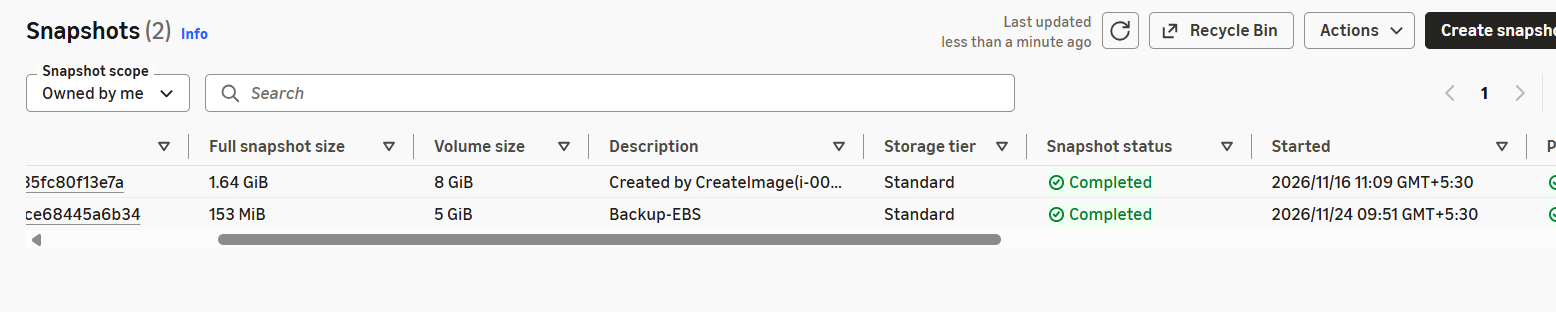 Snapshots (2) Info
Last updated
less than a minute ago
Recycle Bin
Actions
Create snapsh
Snapshot scope
Owned by me
Search
1
Full snapshot size Volume size Description Storage tier Snapshot status Started
35fc80f13e7a 1.64 GiB 8 GiB Created by CreateImage(i-00... Standard Completed 2026/11/16 11:09 GMT+5:30
ce68445a6b34 153 MiB 5 GiB Backup-EBS Standard Completed 2026/11/24 09:51 GMT+5:30